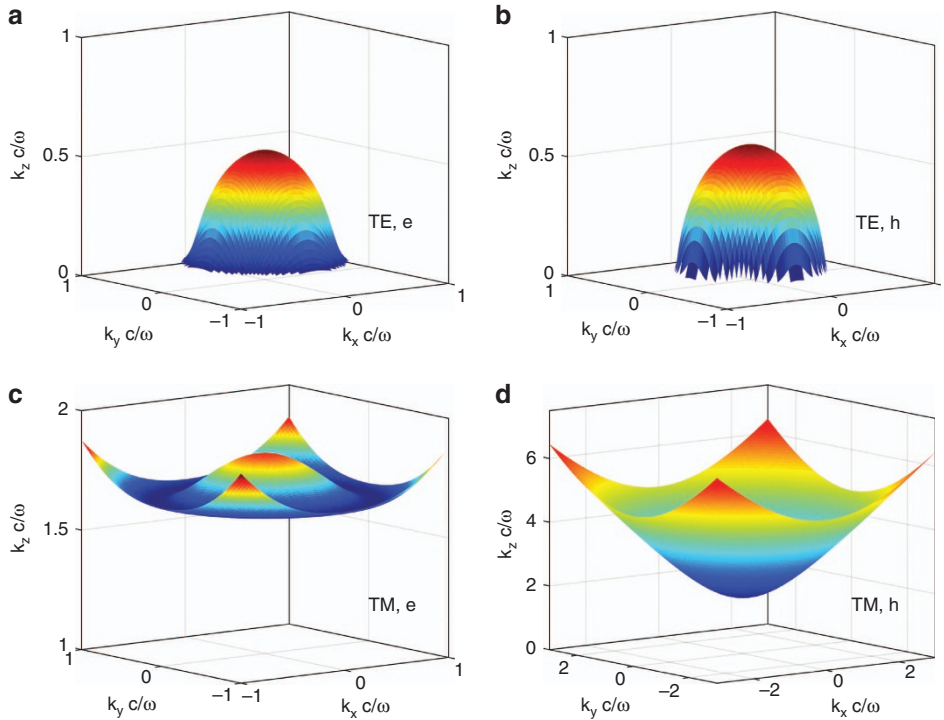 a
1
k_z c/ω
0.5
TE, e
0
1
0
k_y c/ω
−1
−1
0
k_x c/ω
1
b
1
k_z c/ω
0.5
TE, h
0
1
0
k_y c/ω
−1
−1
0
k_x c/ω
1
c
2
k_z c/ω
1.5
TM, e
1
1
0
k_y c/ω
−1
−1
0
k_x c/ω
1
d
6
k_z c/ω
4
2
TM, h
0
2
0
k_y c/ω
−2
−2
0
k_x c/ω
2